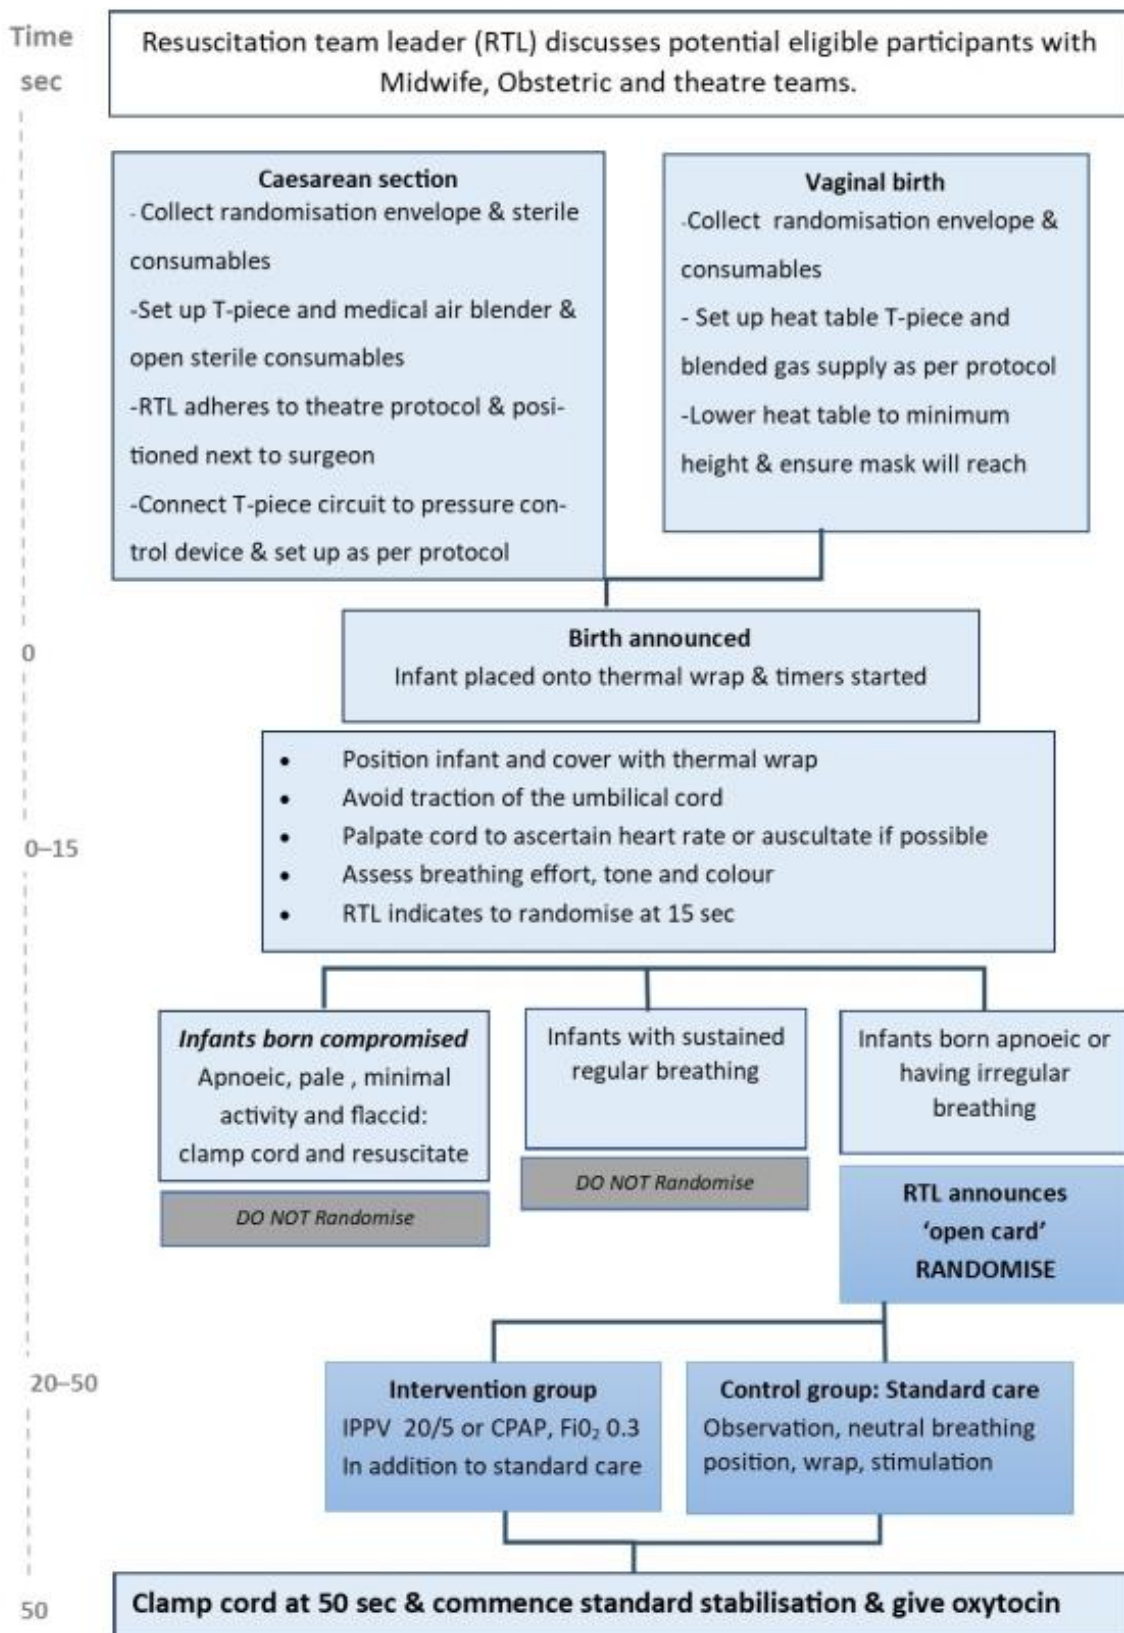 Time
sec
Resuscitation team leader (RTL) discusses potential eligible participants with
Midwife, Obstetric and theatre teams.
Caesarean section
- Collect randomisation envelope & sterile
consumables
-Set up T-piece and medical air blender &
open sterile consumables
-RTL adheres to theatre protocol & posi-
tioned next to surgeon
-Connect T-piece circuit to pressure con-
trol device & set up as per protocol
Vaginal birth
-Collect randomisation envelope &
consumables
- Set up heat table T-piece and
blended gas supply as per protocol
-Lower heat table to minimum
height & ensure mask will reach
0
Birth announced
Infant placed onto thermal wrap & timers started
0–15
• Position infant and cover with thermal wrap
• Avoid traction of the umbilical cord
• Palpate cord to ascertain heart rate or auscultate if possible
• Assess breathing effort, tone and colour
• RTL indicates to randomise at 15 sec
Infants born compromised
Apnoeic, pale , minimal
activity and flaccid:
clamp cord and resuscitate
DO NOT Randomise
Infants with sustained
regular breathing
DO NOT Randomise
Infants born apnoeic or
having irregular
breathing
RTL announces
‘open card’
RANDOMISE
20–50
Intervention group
IPPV 20/5 or CPAP, FiO₂ 0.3
In addition to standard care
Control group: Standard care
Observation, neutral breathing
position, wrap, stimulation
50
Clamp cord at 50 sec & commence standard stabilisation & give oxytocin